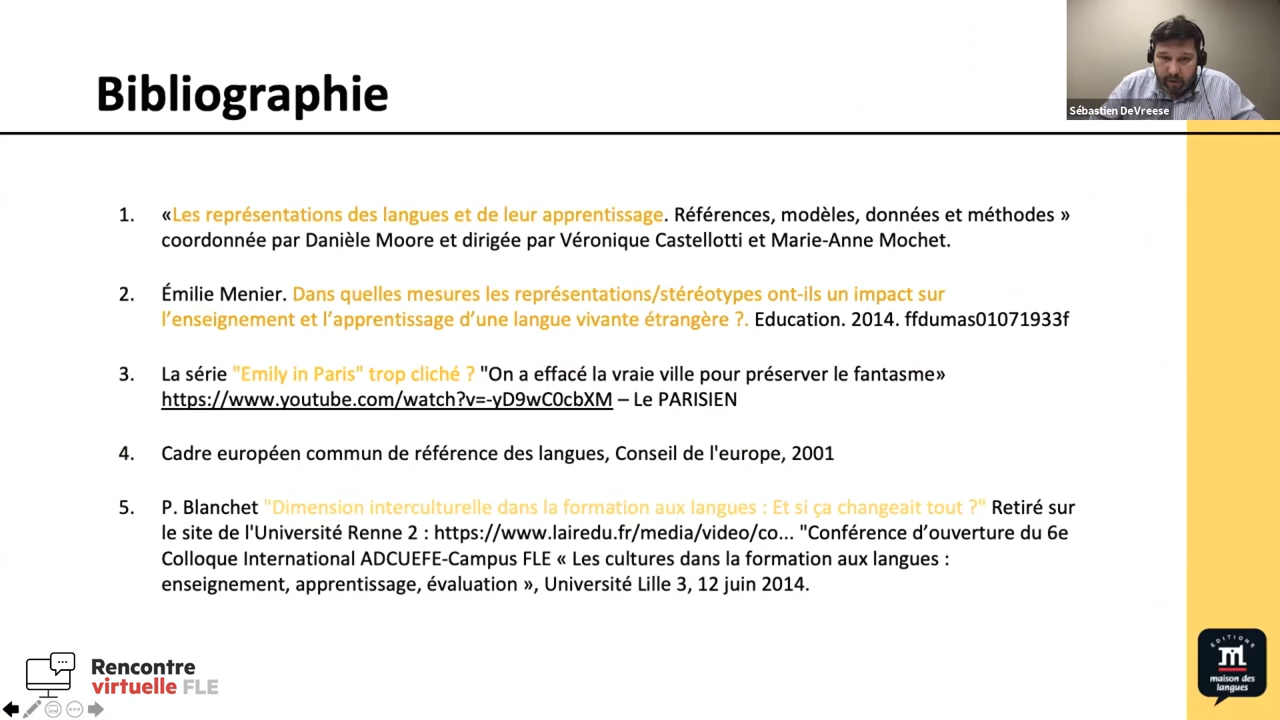 Bibliographie
Sébastien DeVreese
1. «Les représentations des langues et de leur apprentissage. Références, modèles, données et méthodes »
coordonnée par Danièle Moore et dirigée par Véronique Castellotti et Marie-Anne Mochet.
2. Émilie Menier. Dans quelles mesures les représentations/stéréotypes ont-ils un impact sur
l’enseignement et l’apprentissage d’une langue vivante étrangère ?. Education. 2014. ffdumas01071933f
3. La série "Emily in Paris" trop cliché ? "On a effacé la vraie ville pour préserver le fantasme»
https://www.youtube.com/watch?v=-yD9wC0cbXM – Le PARISIEN
4. Cadre européen commun de référence des langues, Conseil de l'europe, 2001
5. P. Blanchet "Dimension interculturelle dans la formation aux langues : Et si ça changeait tout ?" Retiré sur
le site de l'Université Renne 2 : https://www.lairedu.fr/media/video/co... "Conférence d’ouverture du 6e
Colloque International ADCUEFE-Campus FLE « Les cultures dans la formation aux langues :
enseignement, apprentissage, évaluation », Université Lille 3, 12 juin 2014.
Rencontre
virtuelle FLE
EDITIONS
maison des
langues